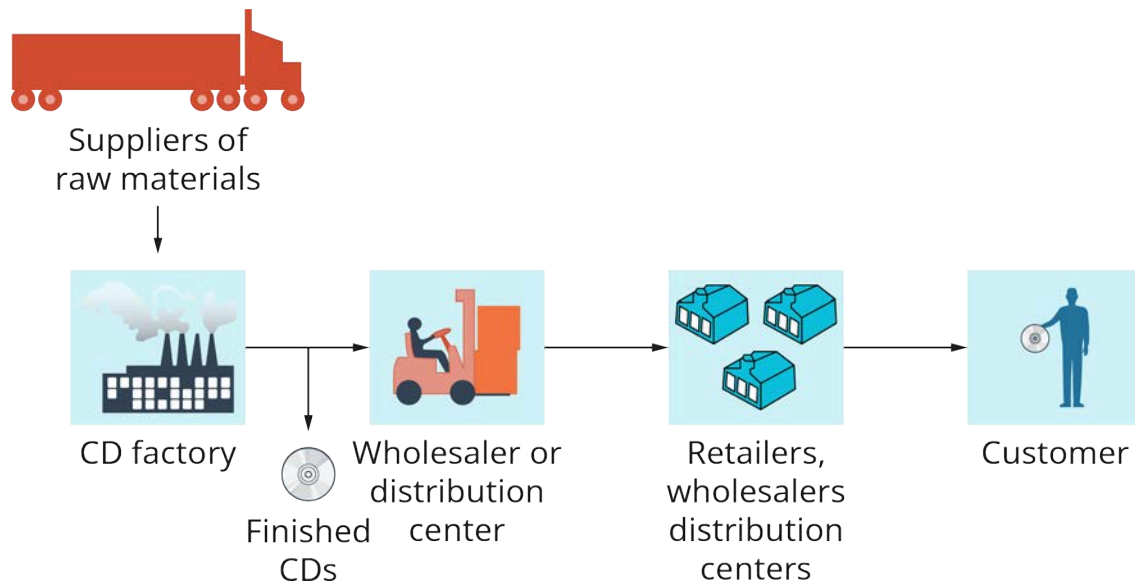 Suppliers of
raw materials
CD factory
Finished
CDs
Wholesaler or
distribution
center
Retailers,
wholesalers
distribution
centers
Customer